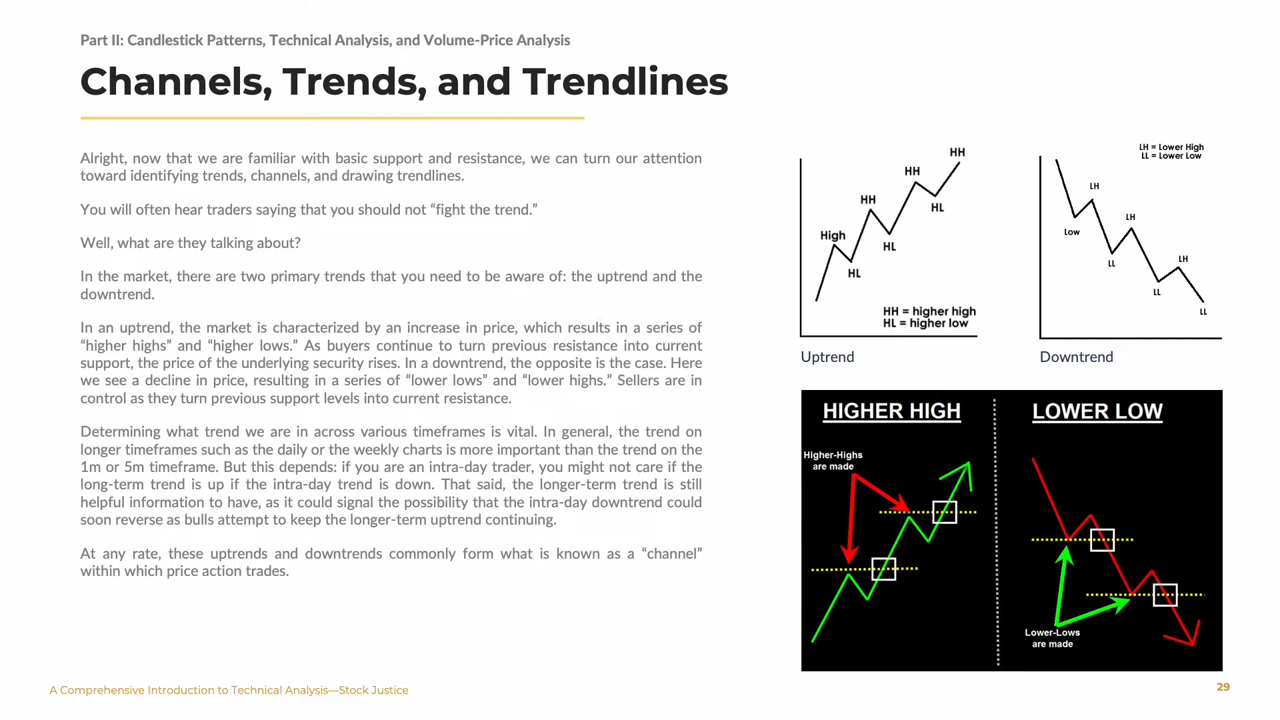 Part II: Candlestick Patterns, Technical Analysis, and Volume-Price Analysis
Channels, Trends, and Trendlines
Alright, now that we are familiar with basic support and resistance, we can turn our attention
toward identifying trends, channels, and drawing trendlines.
You will often hear traders saying that you should not “fight the trend.”
Well, what are they talking about?
In the market, there are two primary trends that you need to be aware of: the uptrend and the
downtrend.
In an uptrend, the market is characterized by an increase in price, which results in a series of
“higher highs” and “higher lows.” As buyers continue to turn previous resistance into current
support, the price of the underlying security rises. In a downtrend, the opposite is the case. Here
we see a decline in price, resulting in a series of “lower lows” and “lower highs.” Sellers are in
control as they turn previous support levels into current resistance.
Determining what trend we are in across various timeframes is vital. In general, the trend on
longer timeframes such as the daily or the weekly charts is more important than the trend on the
1m or 5m timeframe. But this depends: if you are an intra-day trader, you might not care if the
long-term trend is up if the intra-day trend is down. That said, the longer-term trend is still
helpful information to have, as it could signal the possibility that the intra-day downtrend could
soon reverse as bulls attempt to keep the longer-term uptrend continuing.
At any rate, these uptrends and downtrends commonly form what is known as a “channel”
within which price action trades.
HH
HH
HH
High
HL
HL
HL
HH = higher high
HL = higher low
Uptrend
LH = Lower High
LL = Lower Low
LH
Low
LH
LL
LH
LL
LL
Downtrend
HIGHER HIGH
Higher-Highs
are made
LOWER LOW
Lower-Lows
are made
A Comprehensive Introduction to Technical Analysis—Stock Justice
29